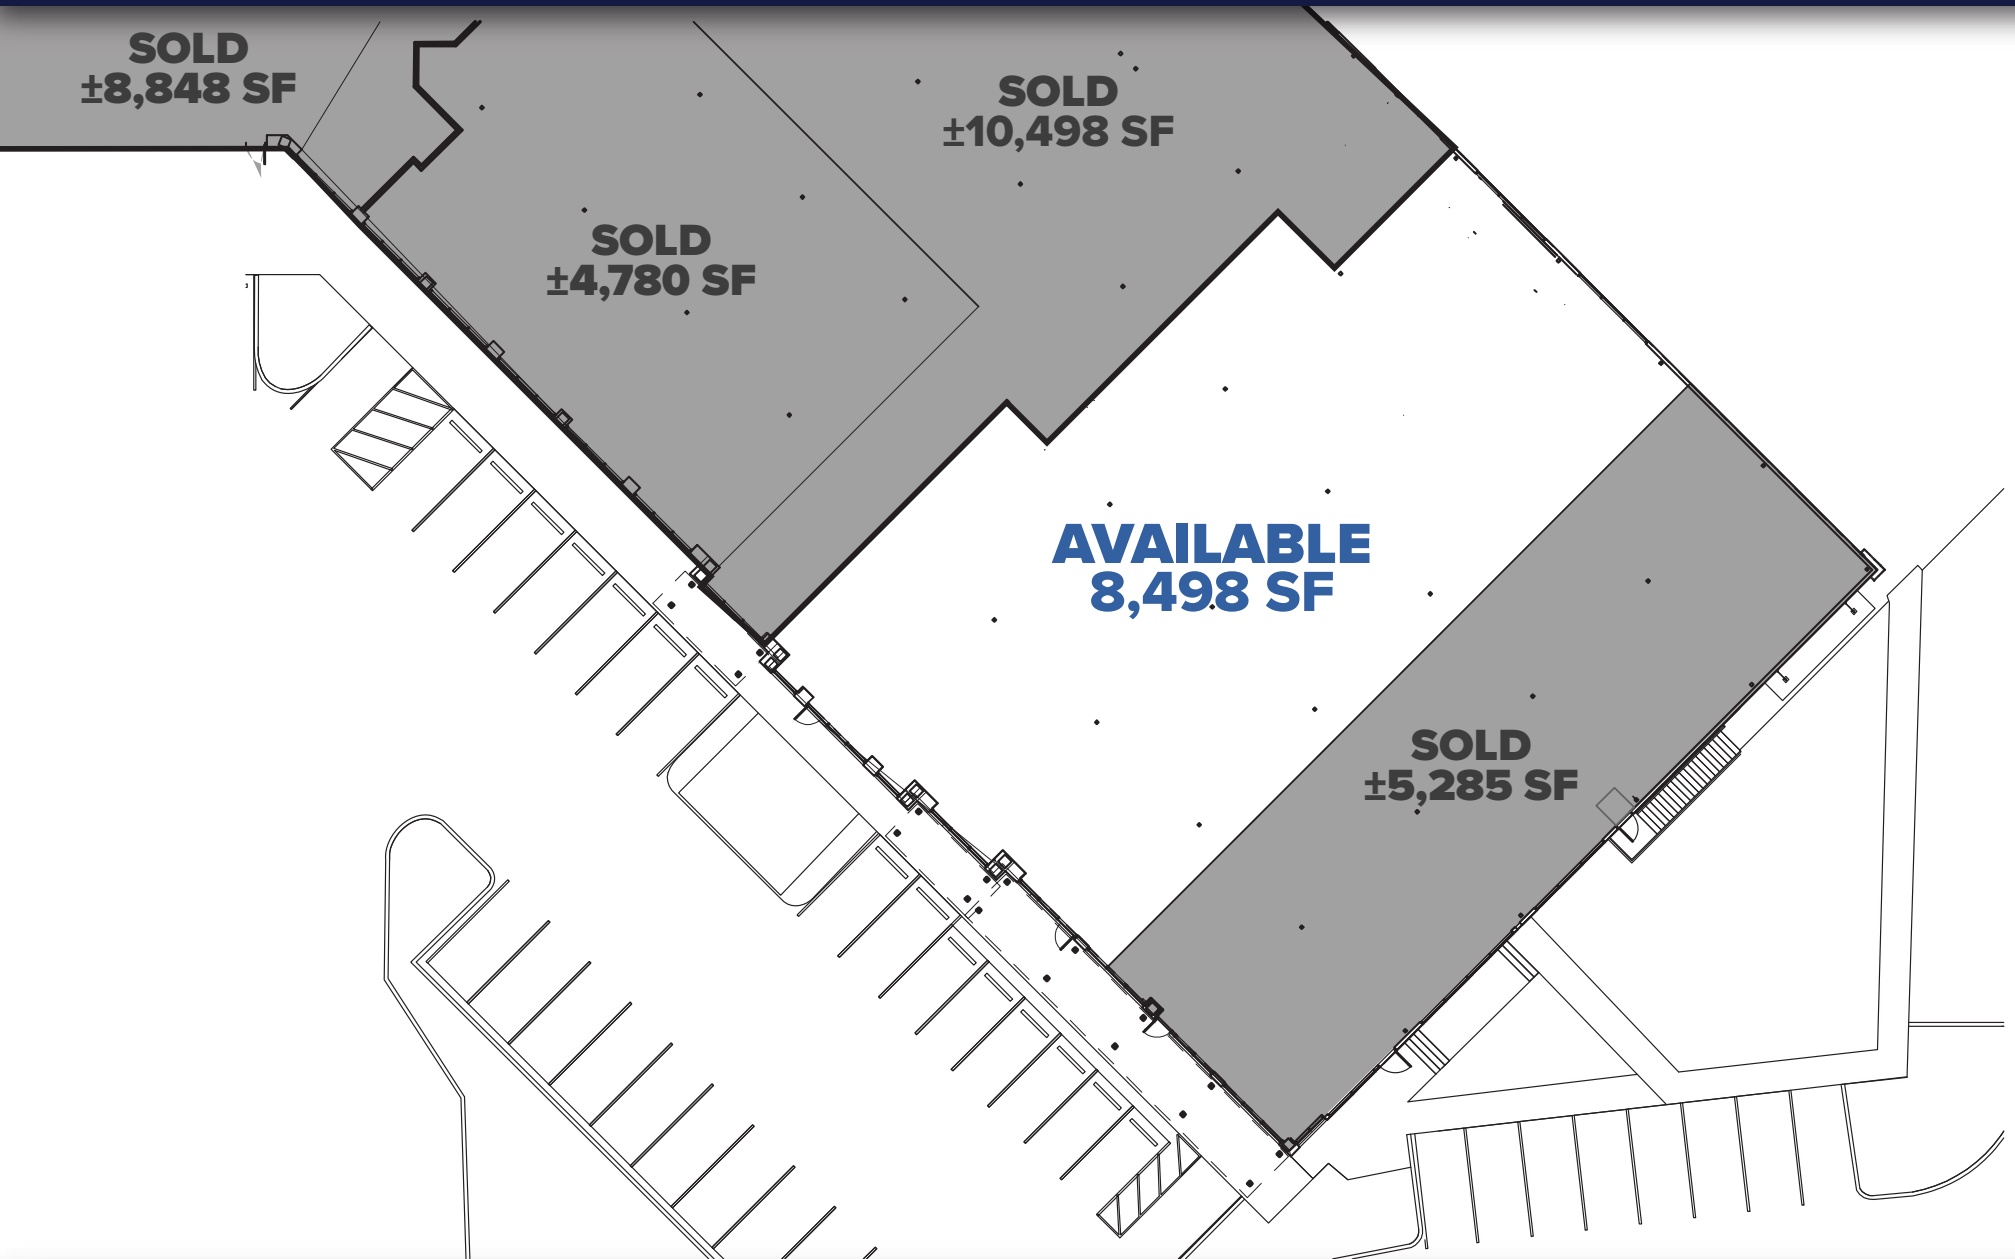 SOLD
±8,848 SF
SOLD
±10,498 SF
SOLD
±4,780 SF
AVAILABLE
8,498 SF
SOLD
±5,285 SF